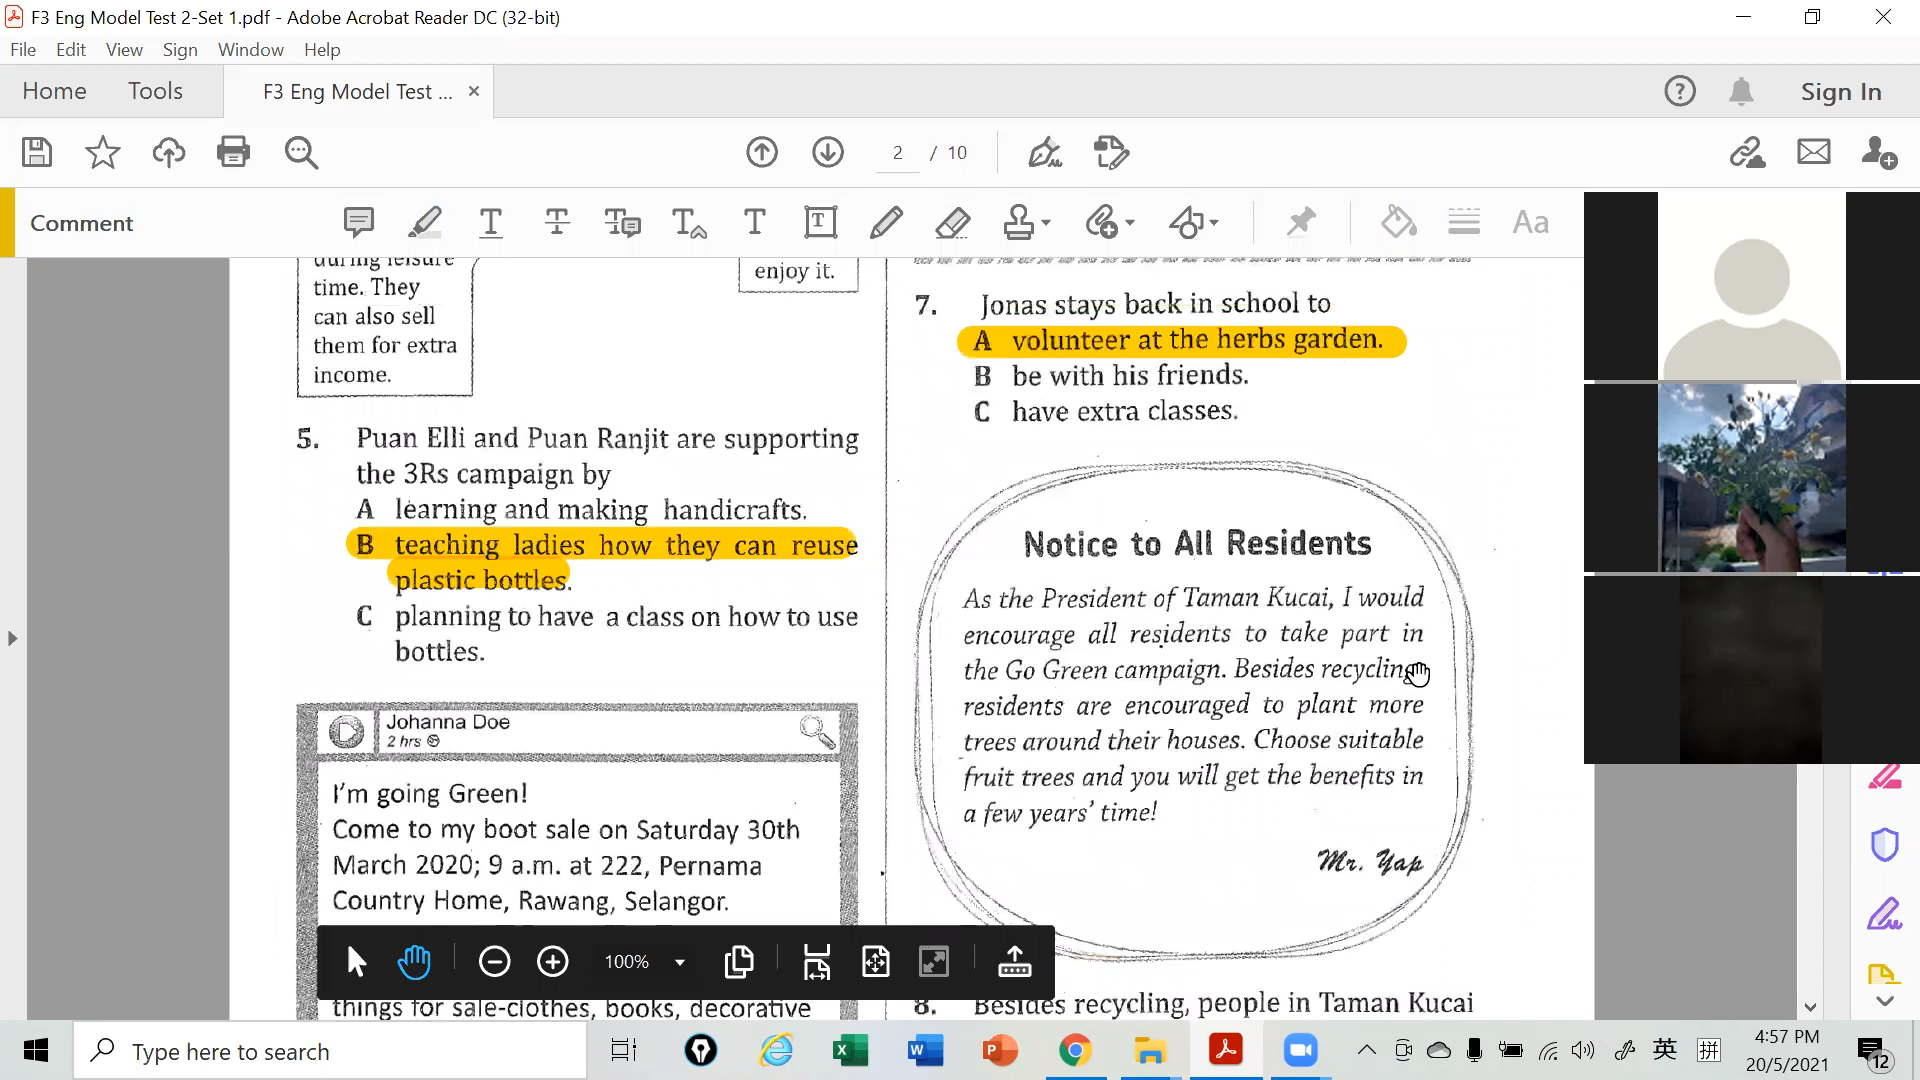 F3 Eng Model Test 2-Set 1.pdf - Adobe Acrobat Reader DC (32-bit)
File Edit View Sign Window Help
Home Tools F3 Eng Model Test ... × Sign In
2 / 10
Comment
Aa
during leisure
time. They
can also sell
them for extra
income.
enjoy it.
5. Puan Elli and Puan Ranjit are supporting
the 3Rs campaign by
A learning and making handicrafts.
B teaching ladies how they can reuse
plastic bottles.
C planning to have a class on how to use
bottles.
Johanna Doe
2 hrs
I'm going Green!
Come to my boot sale on Saturday 30th
March 2020; 9 a.m. at 222, Pernama
Country Home, Rawang, Selangor.
things for sale-clothes, books, decorative
7. Jonas stays back in school to
A volunteer at the herbs garden.
B be with his friends.
C have extra classes.
Notice to All Residents
As the President of Taman Kucai, I would
encourage all residents to take part in
the Go Green campaign. Besides recycling,
residents are encouraged to plant more
trees around their houses. Choose suitable
fruit trees and you will get the benefits in
a few years' time!
Mr. Yap
8. Besides recycling, people in Taman Kucai
100%
Type here to search
英 拼
4:57 PM
20/5/2021
12